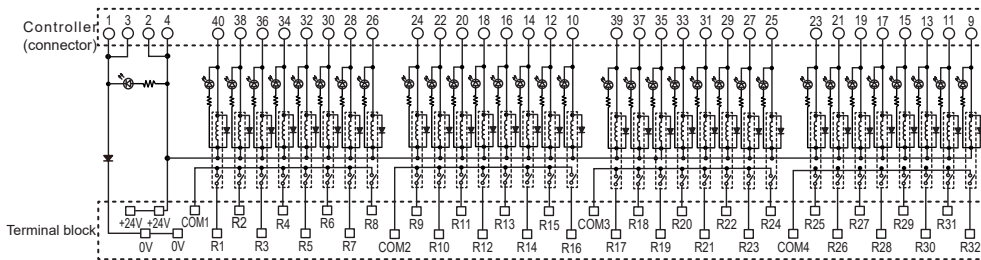 1 3 2 4 40 38 36 34 32 30 28 26 24 22 20 18 16 14 12 10 39 37 35 33 31 29 27 25 23 21 19 17 15 13 11 9
Controller
(connector)
COM1 R2 R4 R6 R8 R9 R11 R13 R15 COM3 R18 R20 R22 R24 R25 R27 R29 R31
+24V +24V
Terminal block
0V 0V R1 R3 R5 R7 COM2 R10 R12 R14 R16 R17 R19 R21 R23 COM4 R26 R28 R30 R32